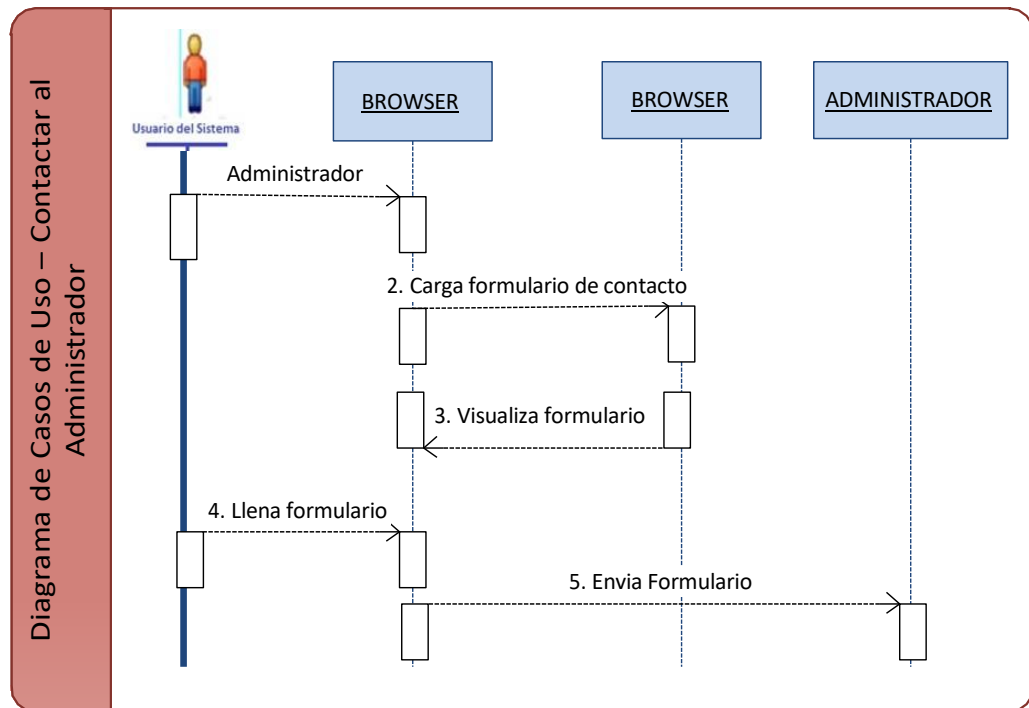 Diagrama de Casos de Uso – Contactar al
Administrador
Usuario del Sistema
BROWSER
BROWSER
ADMINISTRADOR
Administrador
2. Carga formulario de contacto
3. Visualiza formulario
4. Llena formulario
5. Envia Formulario